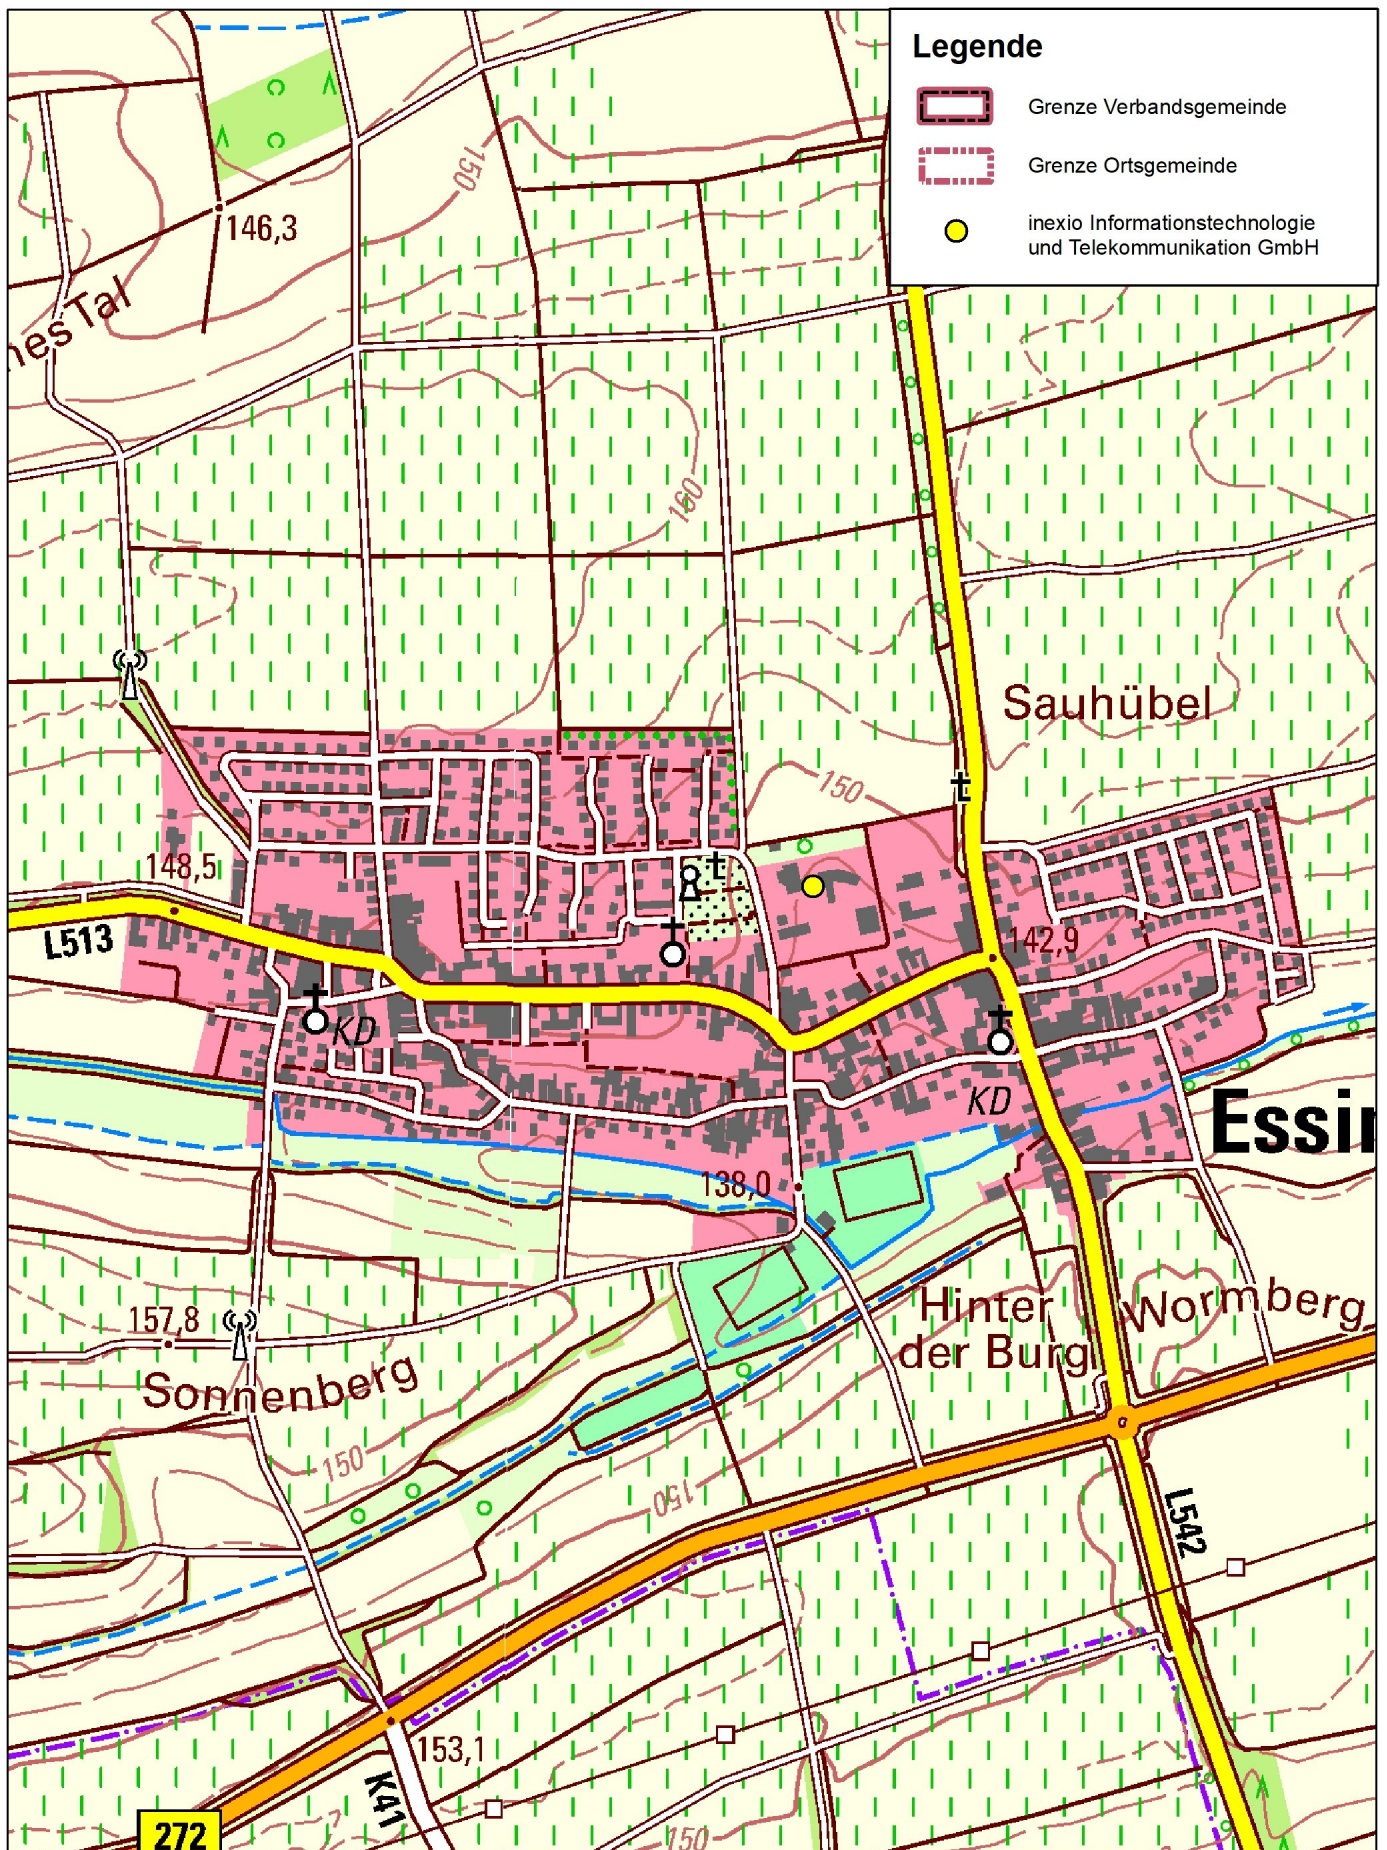 Legende
Grenze Verbandsgemeinde
Grenze Ortsgemeinde
inexio Informationstechnologie
und Telekommunikation GmbH
150
146,3
nes Tal
160
Sauhübel
150
148,5
L513
142,9
KD
KD
Essin
138,0
157,8
Hinter
der Burg
Wormberg
Sonnenberg
150
150
L542
153,1
K41
272
150